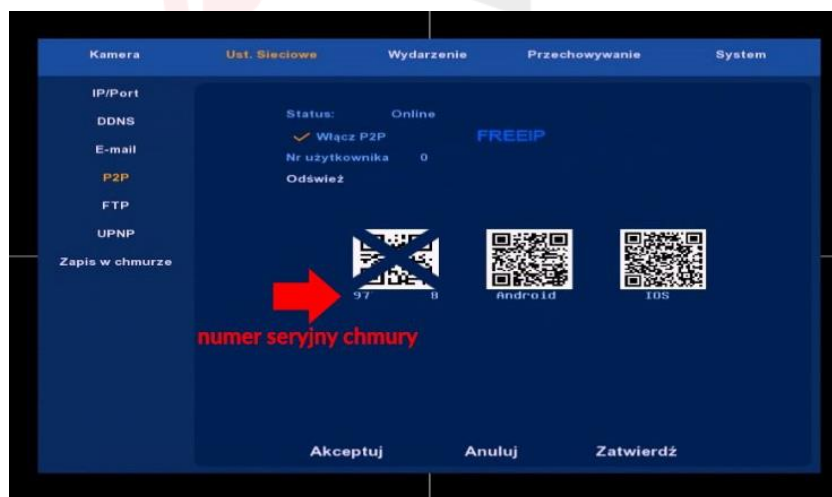 Kamera Ust. Sieciowe Wydarzenie Przechowywanie System
IP/Port
DDNS
E-mail
P2P
FTP
UPNP
Zapis w chmurze
Status: Online
Włącz P2P FREEIP
Nr użytkownika 0
Odśwież
97 8 Android IOS
numer seryjny chmury
Akceptuj Anuluj Zatwierdź